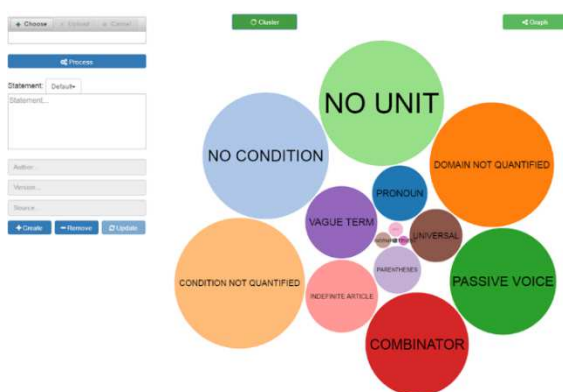 + Choose Upload Cancel
Cluster
Graph
Process
Statement: Default
Statement...
Author...
Version...
Source...
+ Create − Remove Update
NO UNIT
NO CONDITION
DOMAIN NOT QUANTIFIED
PRONOUN
VAGUE TERM
UNIVERSAL
PARENTHESES
CONDITION NOT QUANTIFIED
INDEFINITE ARTICLE
PASSIVE VOICE
COMBINATOR